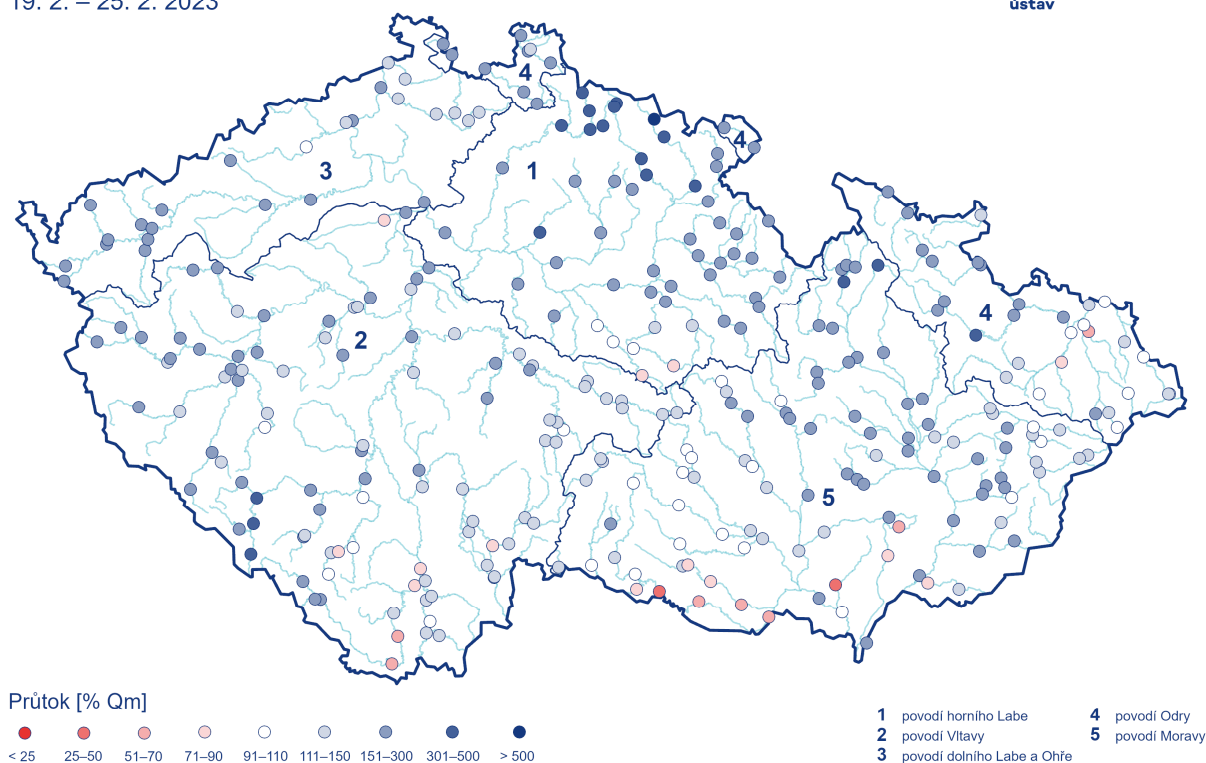 19. 2. – 25. 2. 2023
ústav
4
4
3
1
4
2
5
Průtok [% Qm]
< 25 25–50 51–70 71–90 91–110 111–150 151–300 301–500 > 500
1 povodí horního Labe
2 povodí Vltavy
3 povodí dolního Labe a Ohře
4 povodí Odry
5 povodí Moravy